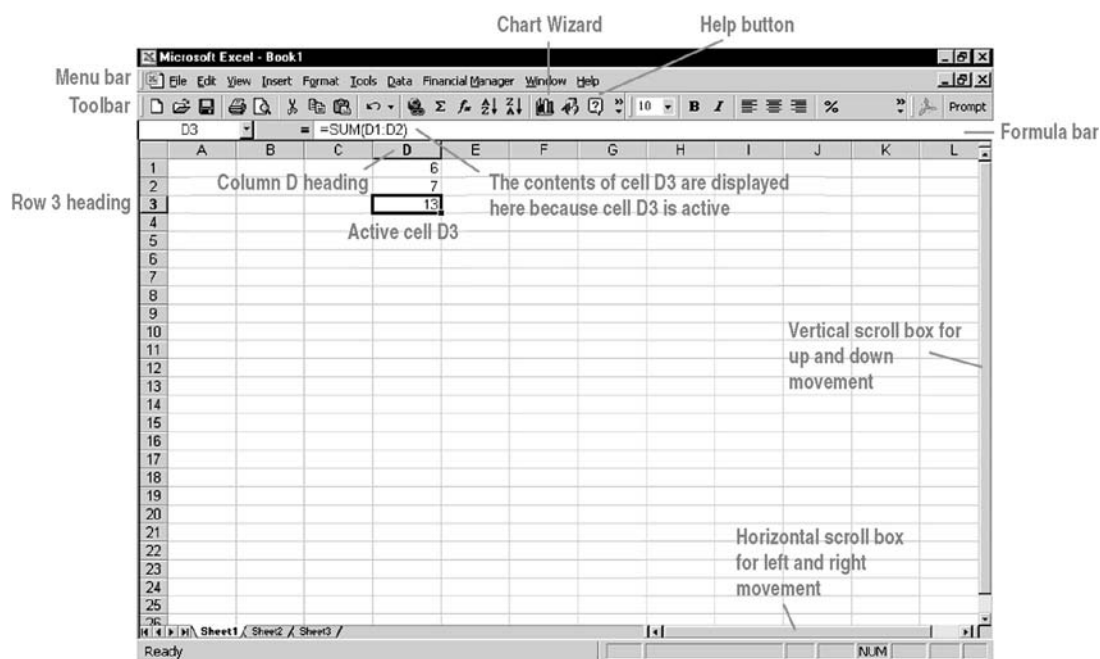 Chart Wizard
Help button
Microsoft Excel - Book1
Menu bar
File Edit View Insert Format Tools Data Financial Manager Window Help
Toolbar
10 B I % Prompt
D3 = =SUM(D1:D2)
Formula bar
A B C D E F G H I J K L
1 6
2 Column D heading 7
The contents of cell D3 are displayed
here because cell D3 is active
Row 3 heading
3 13
4
Active cell D3
5
6
7
8
9
10
Vertical scroll box for
up and down
movement
11
12
13
14
15
16
17
18
19
20
21
Horizontal scroll box
for left and right
movement
22
23
24
25
26
Sheet1 Sheet2 Sheet3
Ready NUM